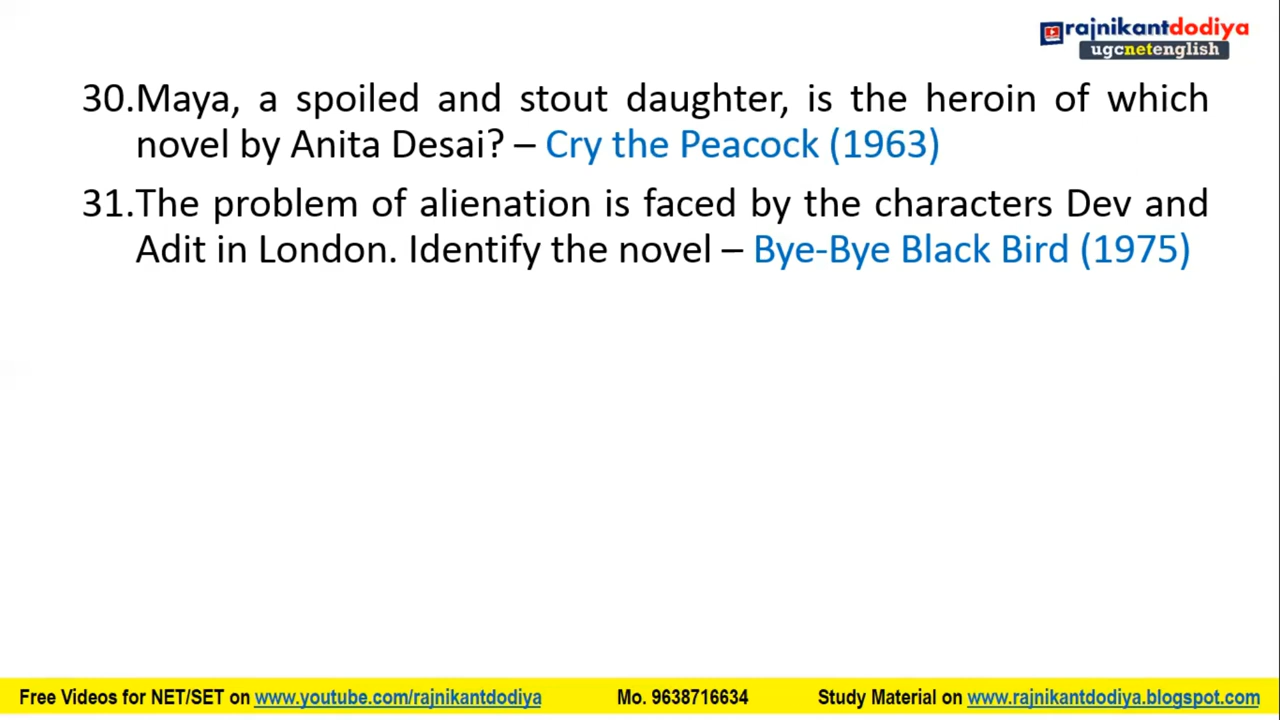 rajnikantdodiya
ugcnetenglish
30.Maya, a spoiled and stout daughter, is the heroin of which
novel by Anita Desai? – Cry the Peacock (1963)
31.The problem of alienation is faced by the characters Dev and
Adit in London. Identify the novel – Bye-Bye Black Bird (1975)
Free Videos for NET/SET on www.youtube.com/rajnikantdodiya Mo. 9638716634 Study Material on www.rajnikantdodiya.blogspot.com